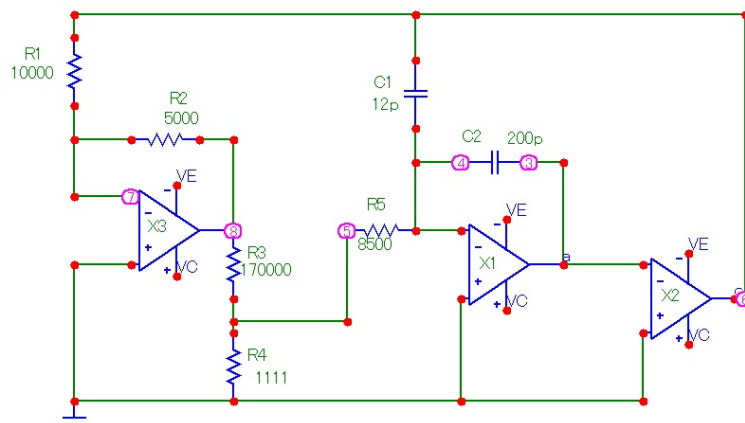 R1
10000
R2
5000
C1
12p
C2
200p
4
3
VE
7
X3
8
R5
5
8500
VE
R3
170000
VC
X1
a
VE
X2
6
VC
VC
R4
1111